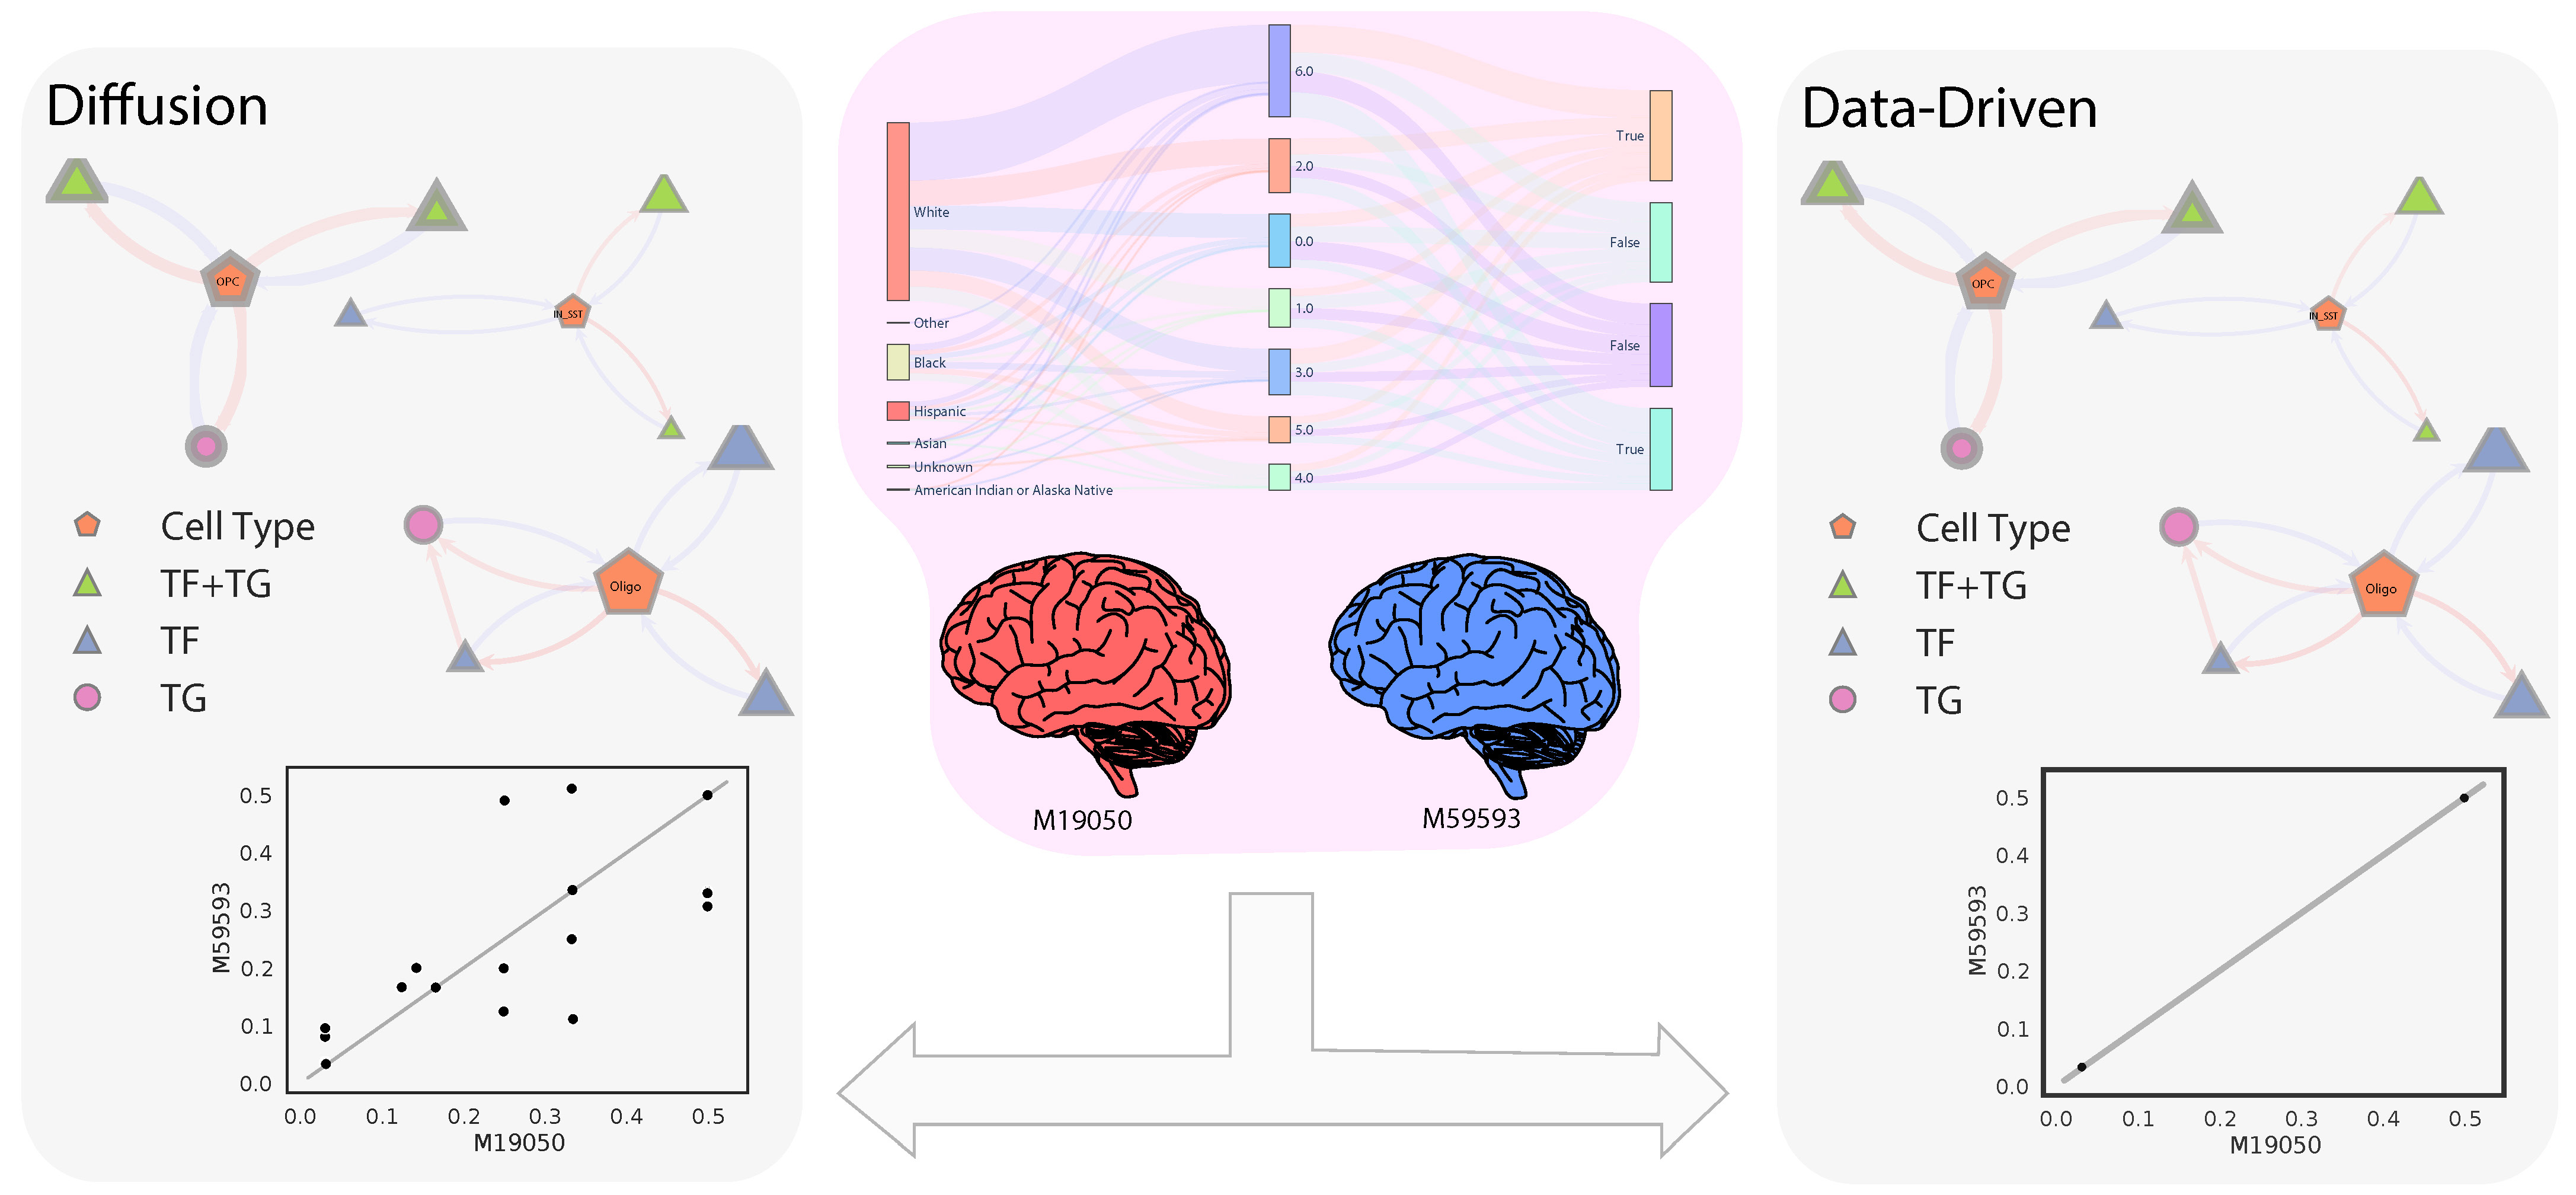 Diffusion
OPC
IN_SST
Oligo
Cell Type
TF+TG
TF
TG
0.5
0.4
0.3
0.2
0.1
0.0
M59593
0.0 0.1 0.2 0.3 0.4 0.5
M19050
White
Other
Black
Hispanic
Asian
Unknown
American Indian or Alaska Native
6.0
2.0
0.0
1.0
3.0
5.0
4.0
True
False
False
True
M19050
M59593
Data-Driven
OPC
IN_SST
Oligo
Cell Type
TF+TG
TF
TG
0.5
0.4
0.3
0.2
0.1
0.0
M59593
0.0 0.1 0.2 0.3 0.4 0.5
M19050